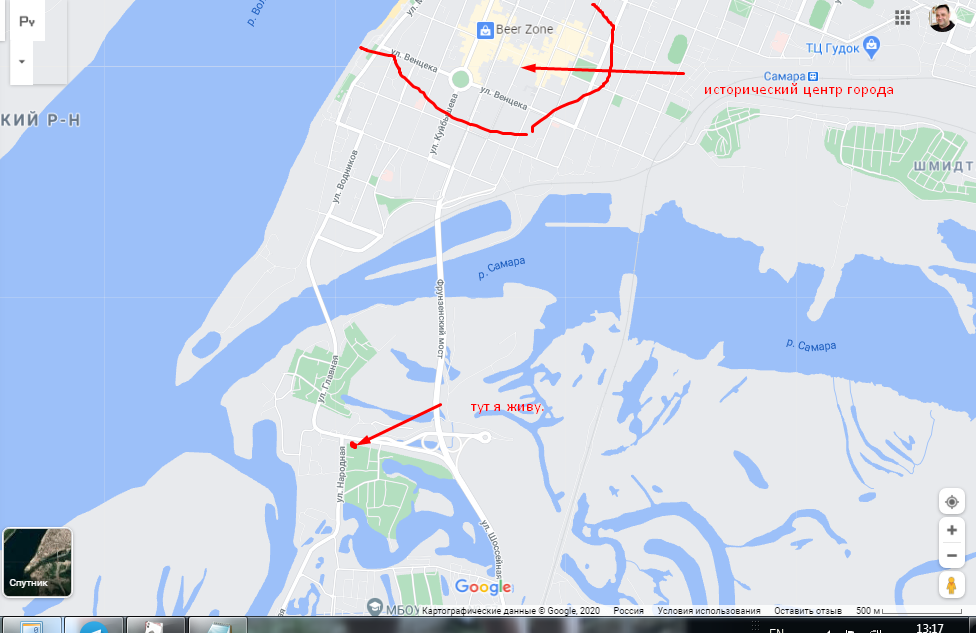 Pv
ул. М
р. Вол
Beer Zone
ул. Венцека
ТЦ Гудок
Самара
исторический центр города
ул. Венцека
КИЙ Р-Н
ул. Куйбышева
ШМИДТ
ул. Водников
р. Самара
Фрунзенский мост
р. Самара
ул. Главная
тут я живу.
ул. Народная
ул. Шоссейная
Спутник
Google
МБОУ
Картографические данные © Google, 2020 Россия Условия использования Оставить отзыв 500 м
EN
13:17